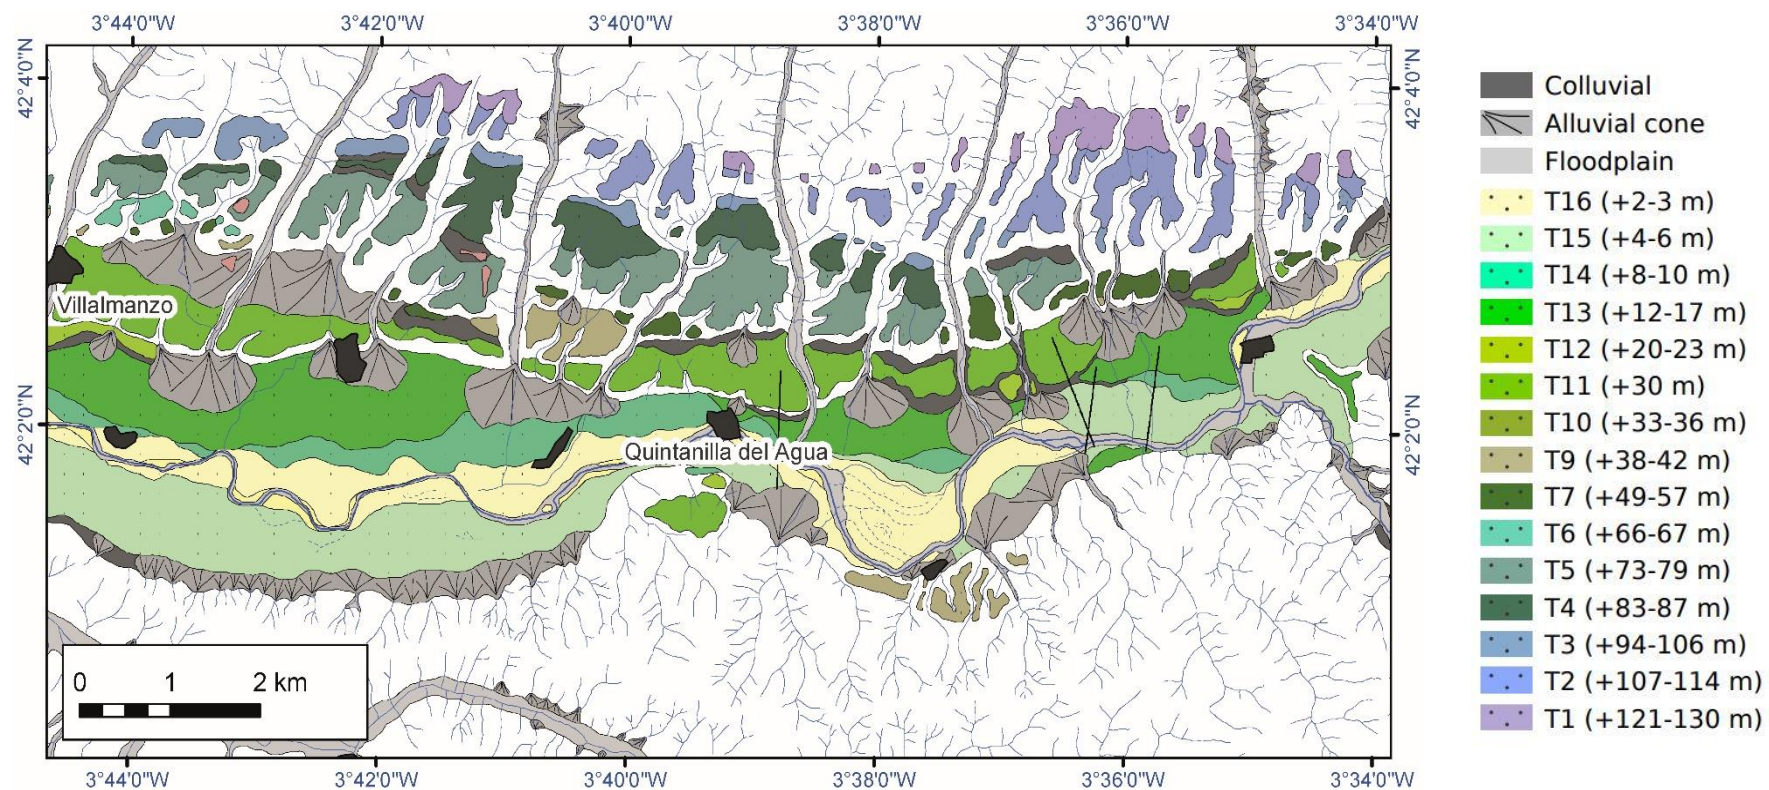 3°44'0"W 3°42'0"W 3°40'0"W 3°38'0"W 3°36'0"W 3°34'0"W
42°4'0"N
42°4'0"N
Villalmanzo
42°2'0"N
42°2'0"N
Quintanilla del Agua
0 1 2 km
3°44'0"W 3°42'0"W 3°40'0"W 3°38'0"W 3°36'0"W 3°34'0"W
Colluvial
Alluvial cone
Floodplain
T16 (+2-3 m)
T15 (+4-6 m)
T14 (+8-10 m)
T13 (+12-17 m)
T12 (+20-23 m)
T11 (+30 m)
T10 (+33-36 m)
T9 (+38-42 m)
T7 (+49-57 m)
T6 (+66-67 m)
T5 (+73-79 m)
T4 (+83-87 m)
T3 (+94-106 m)
T2 (+107-114 m)
T1 (+121-130 m)